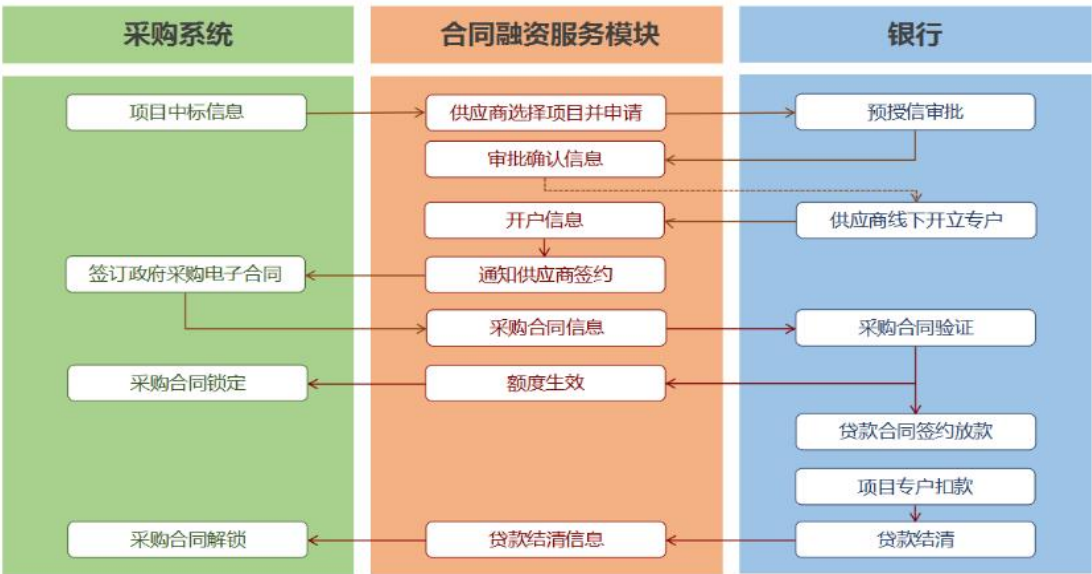 采购系统
合同融资服务模块
银行
项目中标信息
供应商选择项目并申请
预授信审批
审批确认信息
开户信息
供应商线下开立专户
签订政府采购电子合同
通知供应商签约
采购合同信息
采购合同验证
采购合同锁定
额度生效
贷款合同签约放款
项目专户扣款
采购合同解锁
贷款结清信息
贷款结清